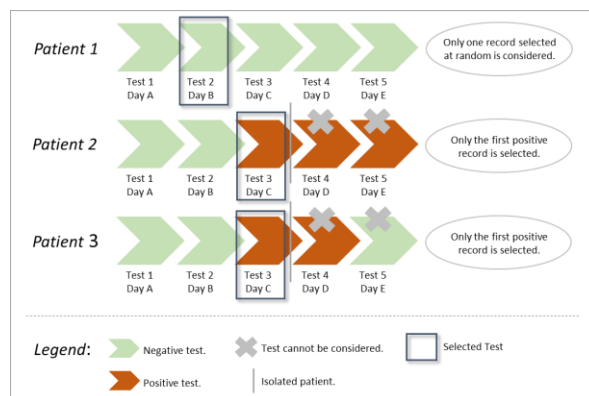 Patient 1
Only one record selected
at random is considered.
Test 1 Test 2 Test 3 Test 4 Test 5
Day A Day B Day C Day D Day E
Patient 2
Only the first positive
record is selected.
Test 1 Test 2 Test 3 Test 4 Test 5
Day A Day B Day C Day D Day E
Patient 3
Only the first positive
record is selected.
Test 1 Test 2 Test 3 Test 4 Test 5
Day A Day B Day C Day D Day E
Legend:
Negative test. Test cannot be considered. Selected Test
Positive test. Isolated patient.